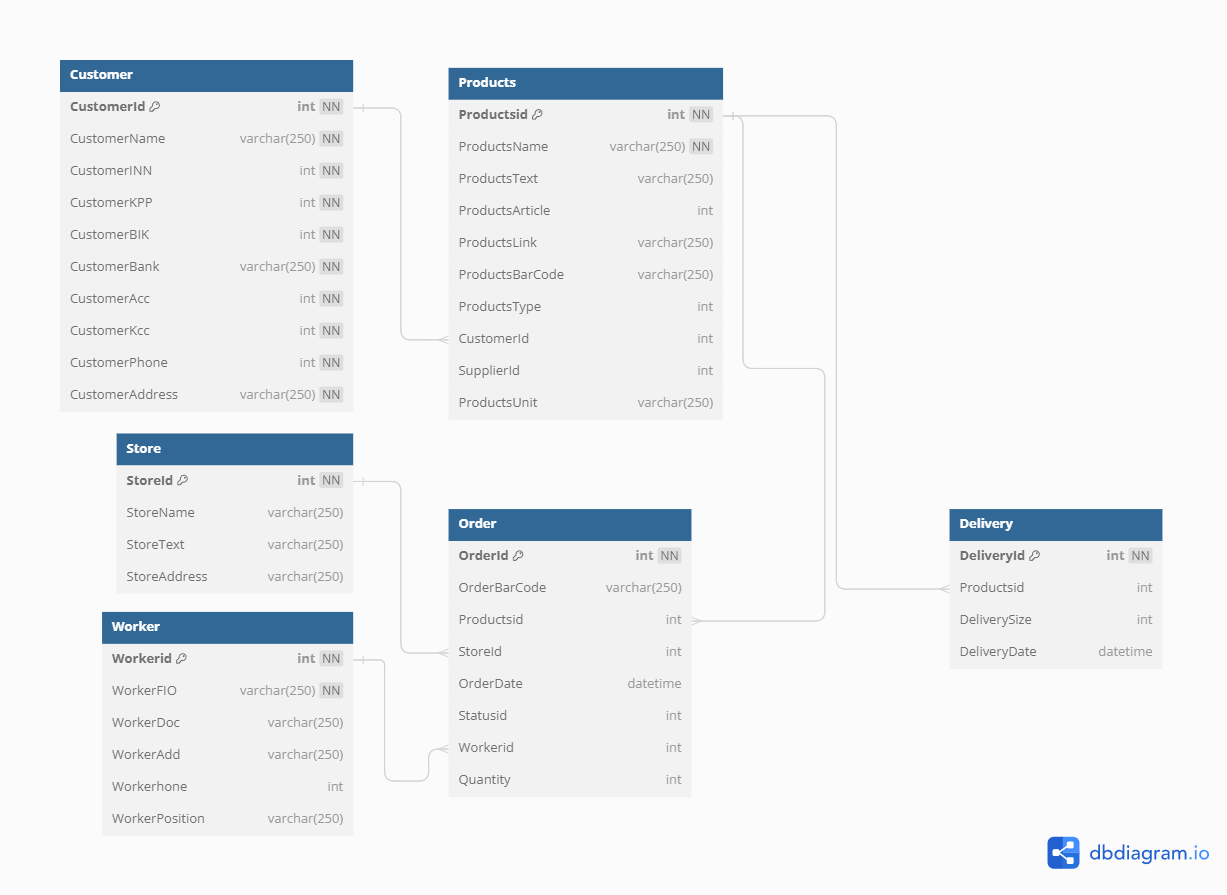 Customer
CustomerId int NN
CustomerName varchar(250) NN
CustomerINN int NN
CustomerKPP int NN
CustomerBIK int NN
CustomerBank varchar(250) NN
CustomerAcc int NN
CustomerKcc int NN
CustomerPhone int NN
CustomerAddress varchar(250) NN
Products
Productsid int NN
ProductsName varchar(250) NN
ProductsText varchar(250)
ProductsArticle int
ProductsLink varchar(250)
ProductsBarCode varchar(250)
ProductsType int
CustomerId int
SupplierId int
ProductsUnit varchar(250)
Store
StoreId int NN
StoreName varchar(250)
StoreText varchar(250)
StoreAddress varchar(250)
Order
OrderId int NN
OrderBarCode varchar(250)
Productsid int
StoreId int
OrderDate datetime
Statusid int
Workerid int
Quantity int
Delivery
DeliveryId int NN
Productsid int
DeliverySize int
DeliveryDate datetime
Worker
Workerid int NN
WorkerFIO varchar(250) NN
WorkerDoc varchar(250)
WorkerAdd varchar(250)
Workerhone int
WorkerPosition varchar(250)
dbdiagram.io